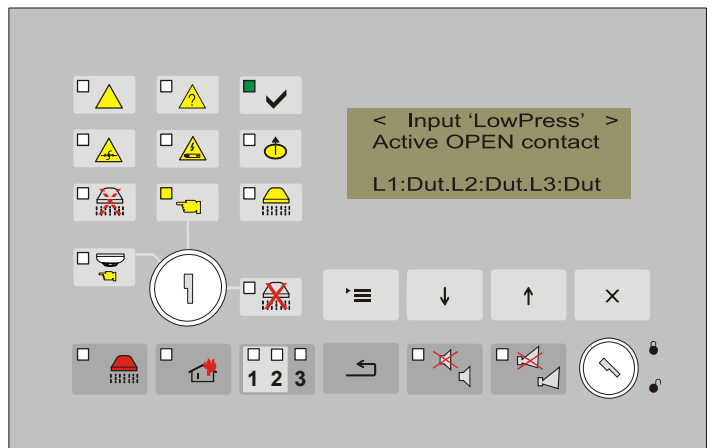 ?
< Input ‘LowPress’ >
Active OPEN contact
L1:Dut.L2:Dut.L3:Dut
1 2 3